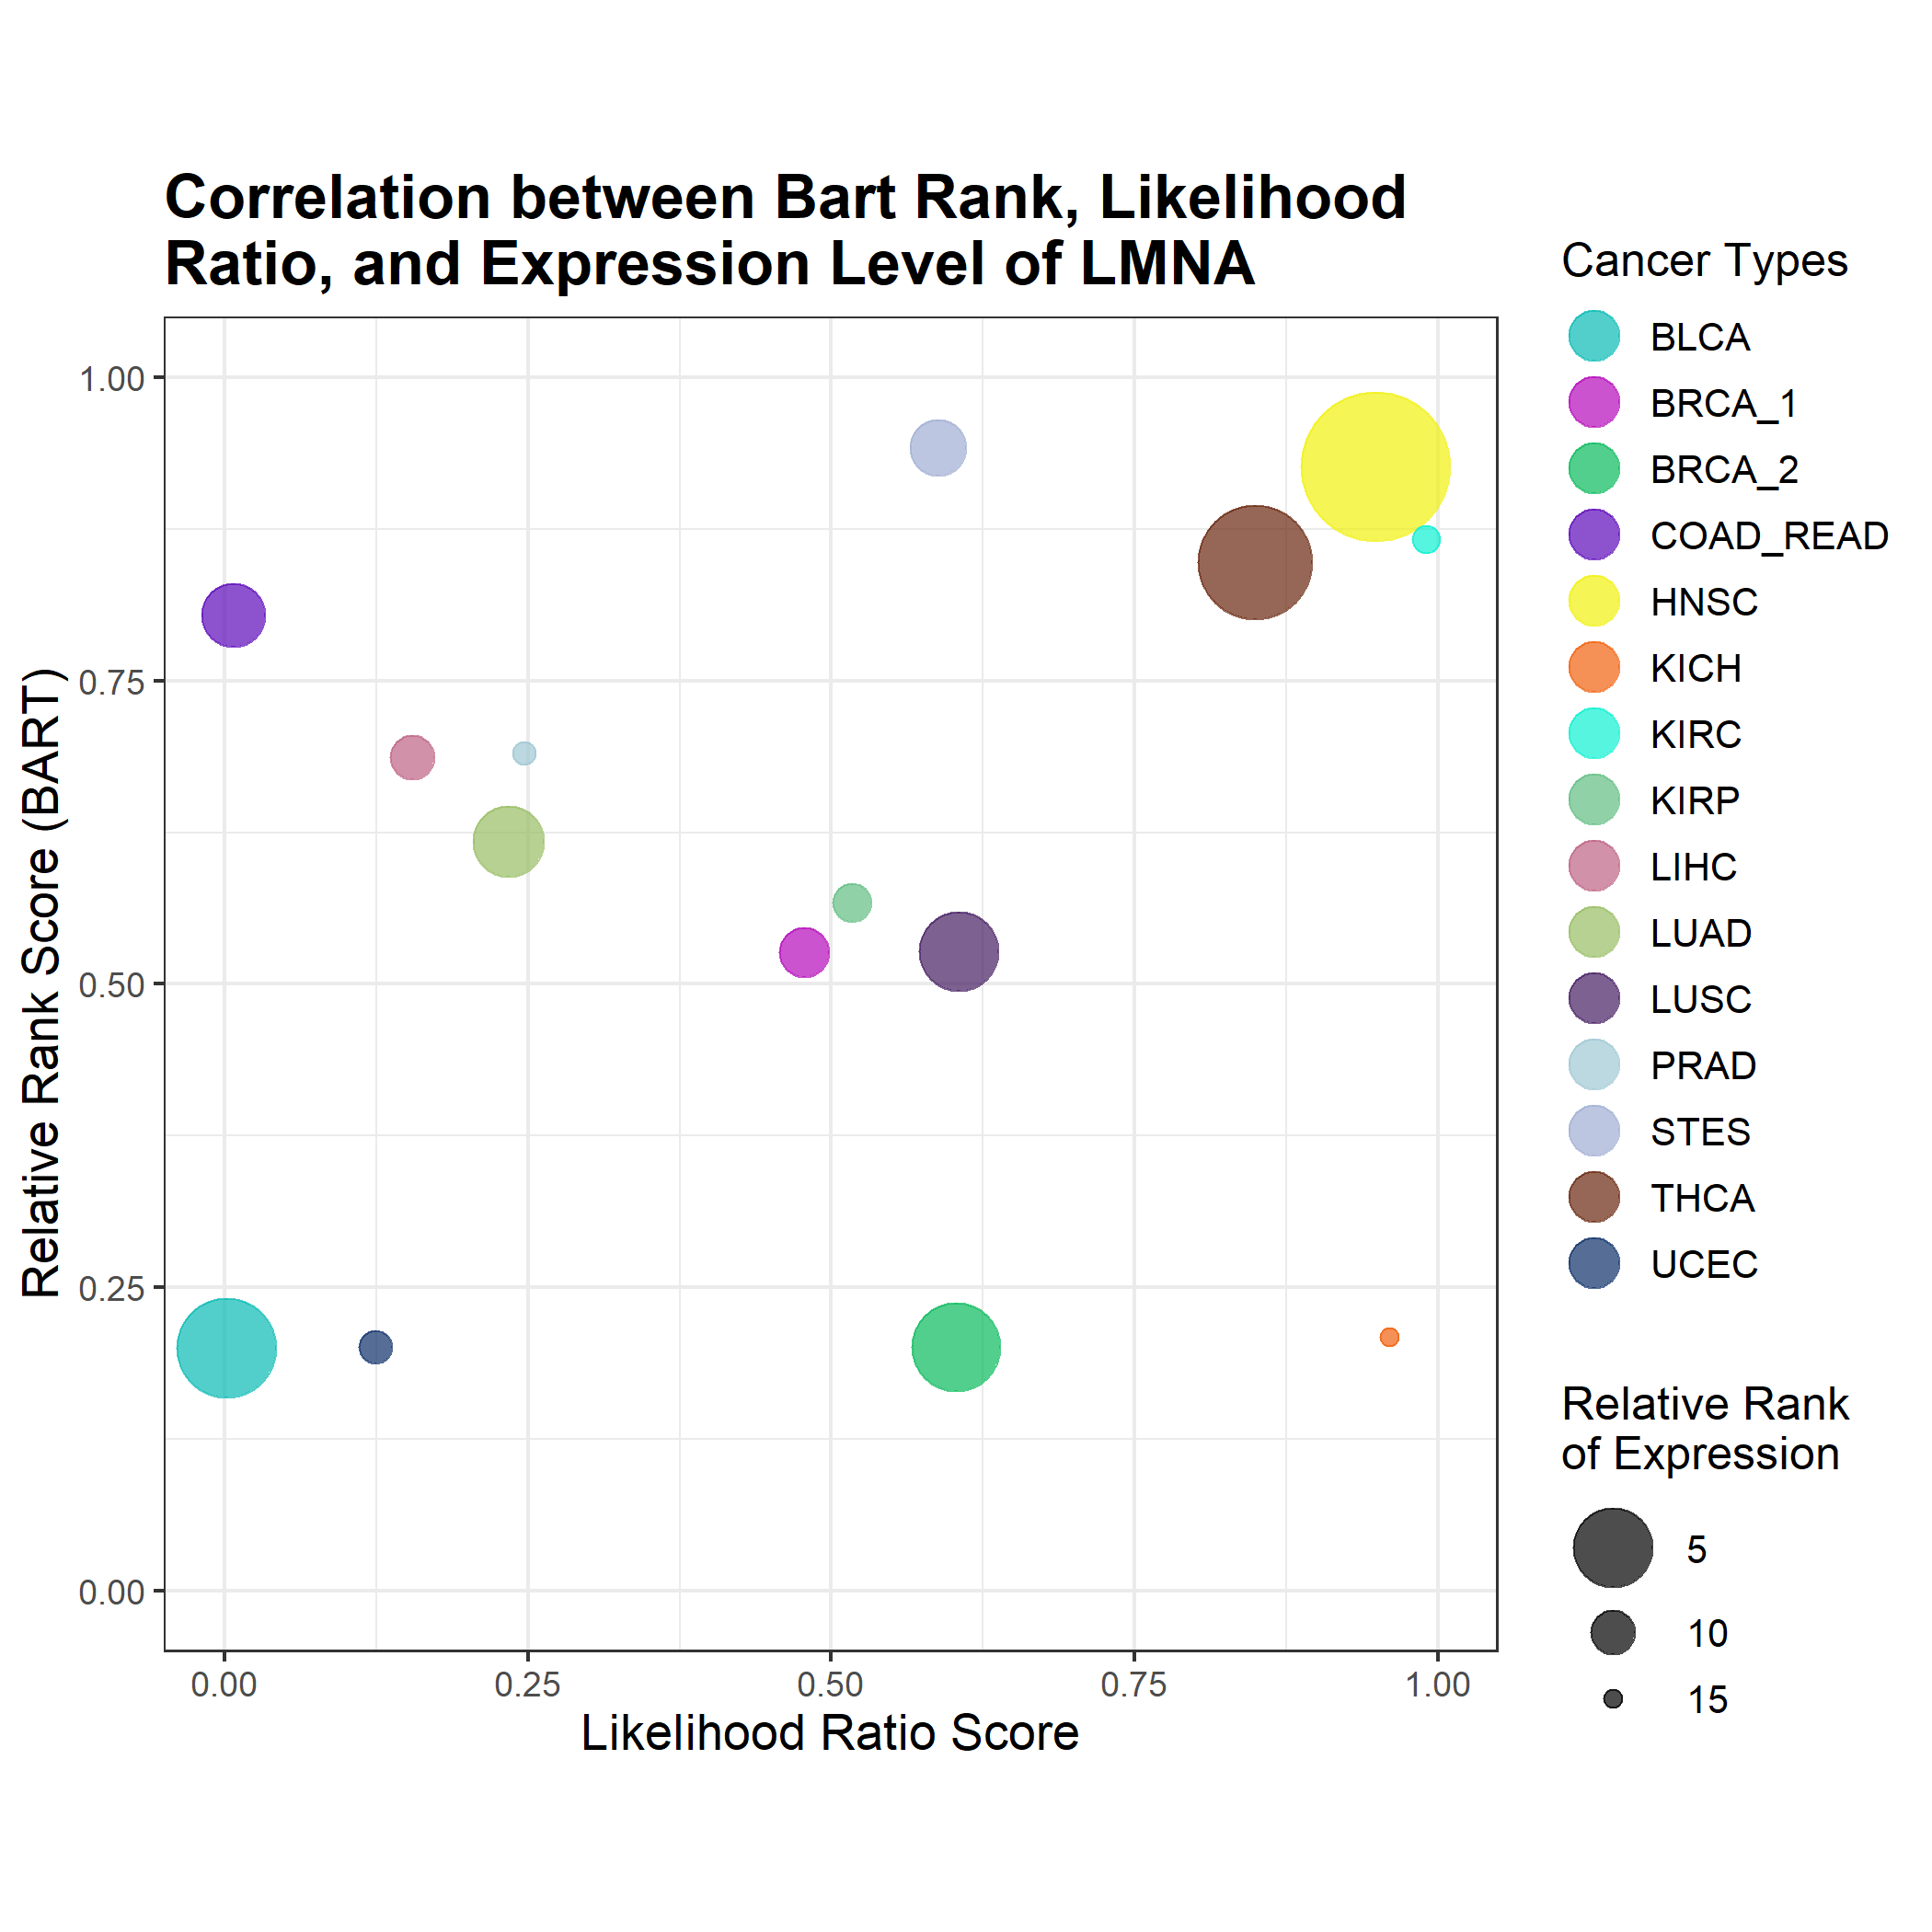 Correlation between Bart Rank, Likelihood
Ratio, and Expression Level of LMNA
Relative Rank Score (BART)
1.00
0.75
0.50
0.25
0.00
0.00
0.25
0.50
0.75
1.00
Likelihood Ratio Score
Cancer Types
BLCA
BRCA_1
BRCA_2
COAD_READ
HNSC
KICH
KIRC
KIRP
LIHC
LUAD
LUSC
PRAD
STES
THCA
UCEC
Relative Rank
of Expression
5
10
15